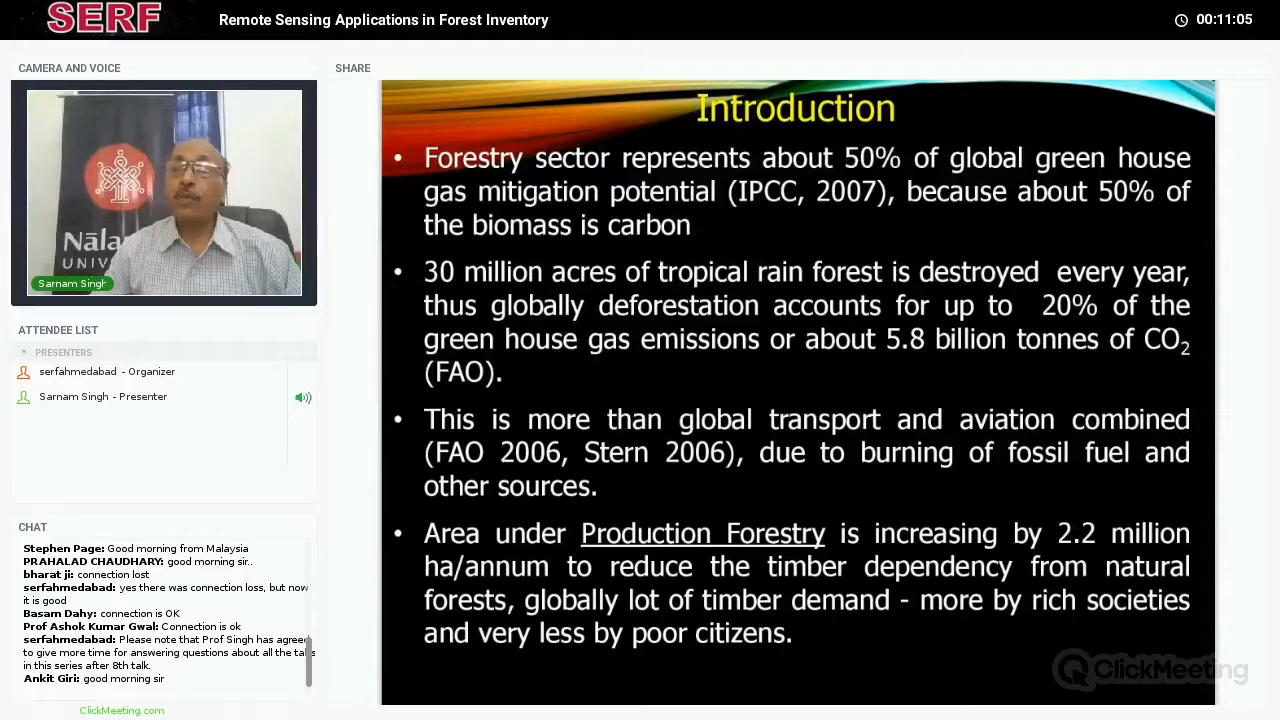 SERF
Remote Sensing Applications in Forest Inventory
00:11:05
CAMERA AND VOICE
SHARE
UNIV
Sarnam Singh
ATTENDEE LIST
PRESENTERS
serfahmedabad - Organizer
Sarnam Singh - Presenter
CHAT
Stephen Page: Good morning from Malaysia
PRAHALAD CHAUDHARY: good morning sir..
bharat ji: connection lost
serfahmedabad: yes there was connection loss, but now
it is good
Basam Dahy: connection is OK
Prof Ashok Kumar Gwal: Connection is ok
serfahmedabad: Please note that Prof Singh has agreed
to give more time for answering questions about all the talks
in this series after 8th talk.
Ankit Giri: good morning sir
ClickMeeting.com
Introduction
• Forestry sector represents about 50% of global green house
gas mitigation potential (IPCC, 2007), because about 50% of
the biomass is carbon
• 30 million acres of tropical rain forest is destroyed every year,
thus globally deforestation accounts for up to 20% of the
green house gas emissions or about 5.8 billion tonnes of CO2
(FAO).
• This is more than global transport and aviation combined
(FAO 2006, Stern 2006), due to burning of fossil fuel and
other sources.
• Area under Production Forestry is increasing by 2.2 million
ha/annum to reduce the timber dependency from natural
forests, globally lot of timber demand - more by rich societies
and very less by poor citizens.
ClickMeeting